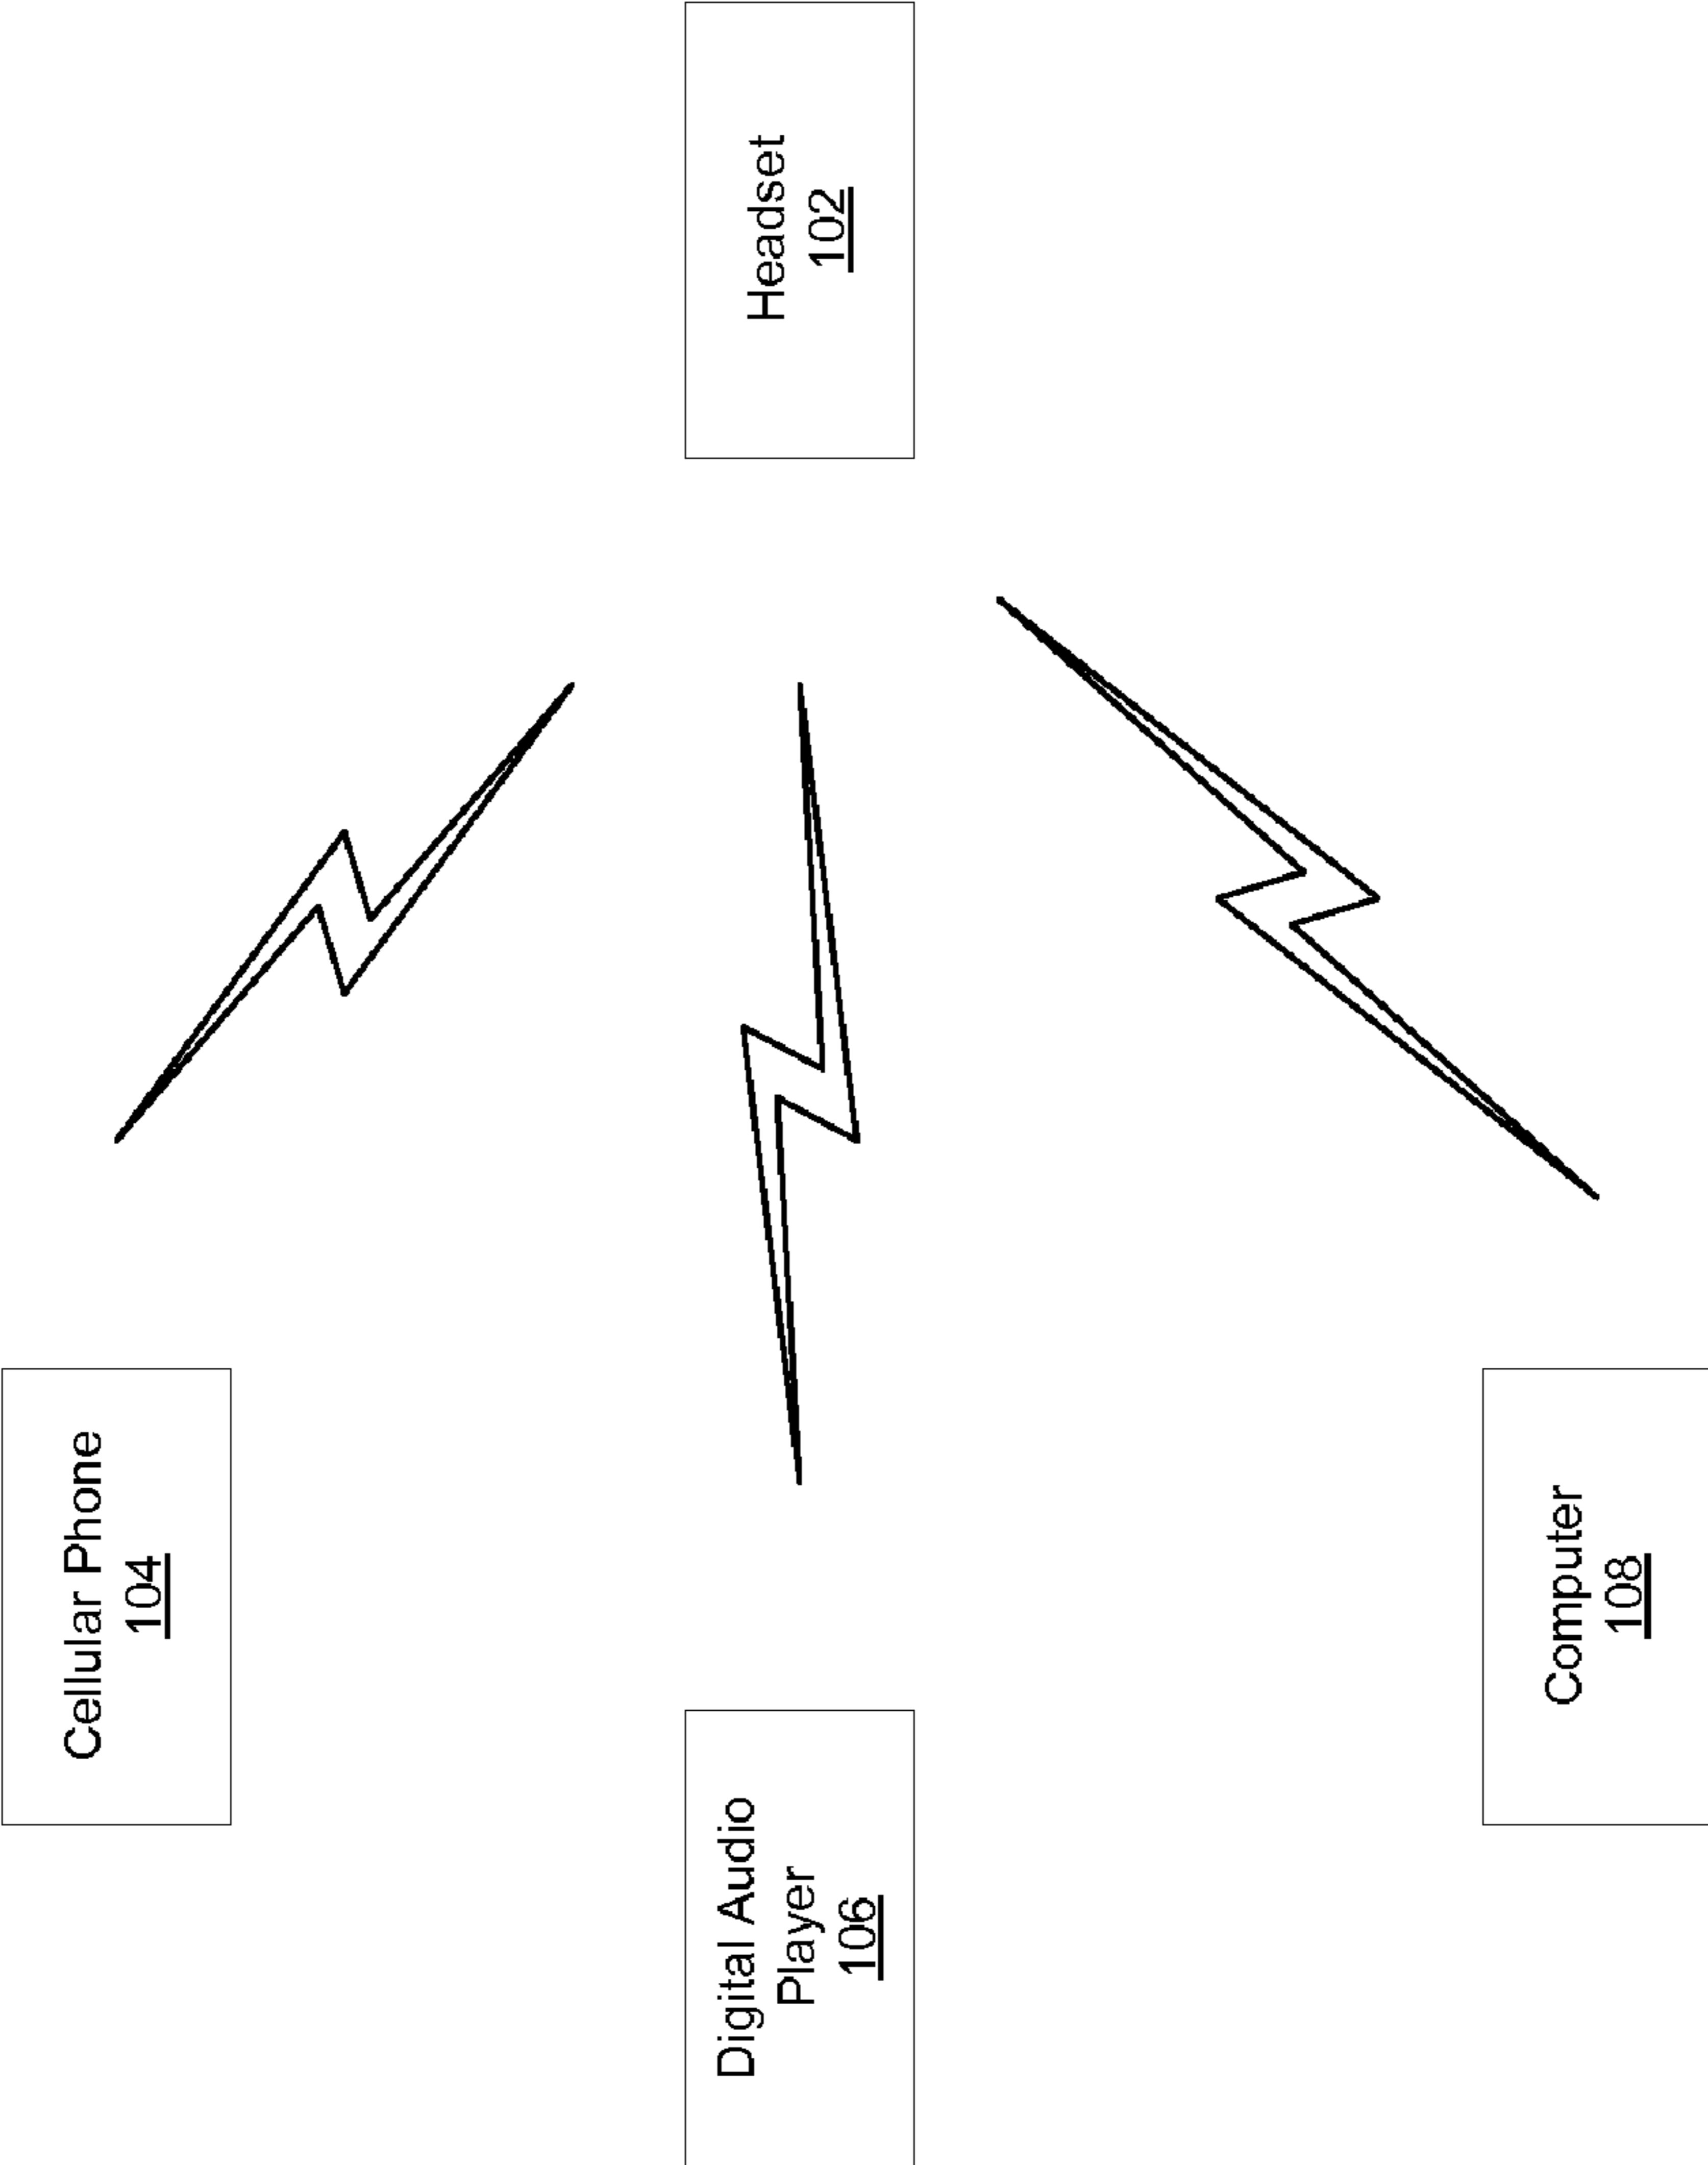 Cellular Phone
104
Headset
102
Digital Audio
Player
106
Computer
108